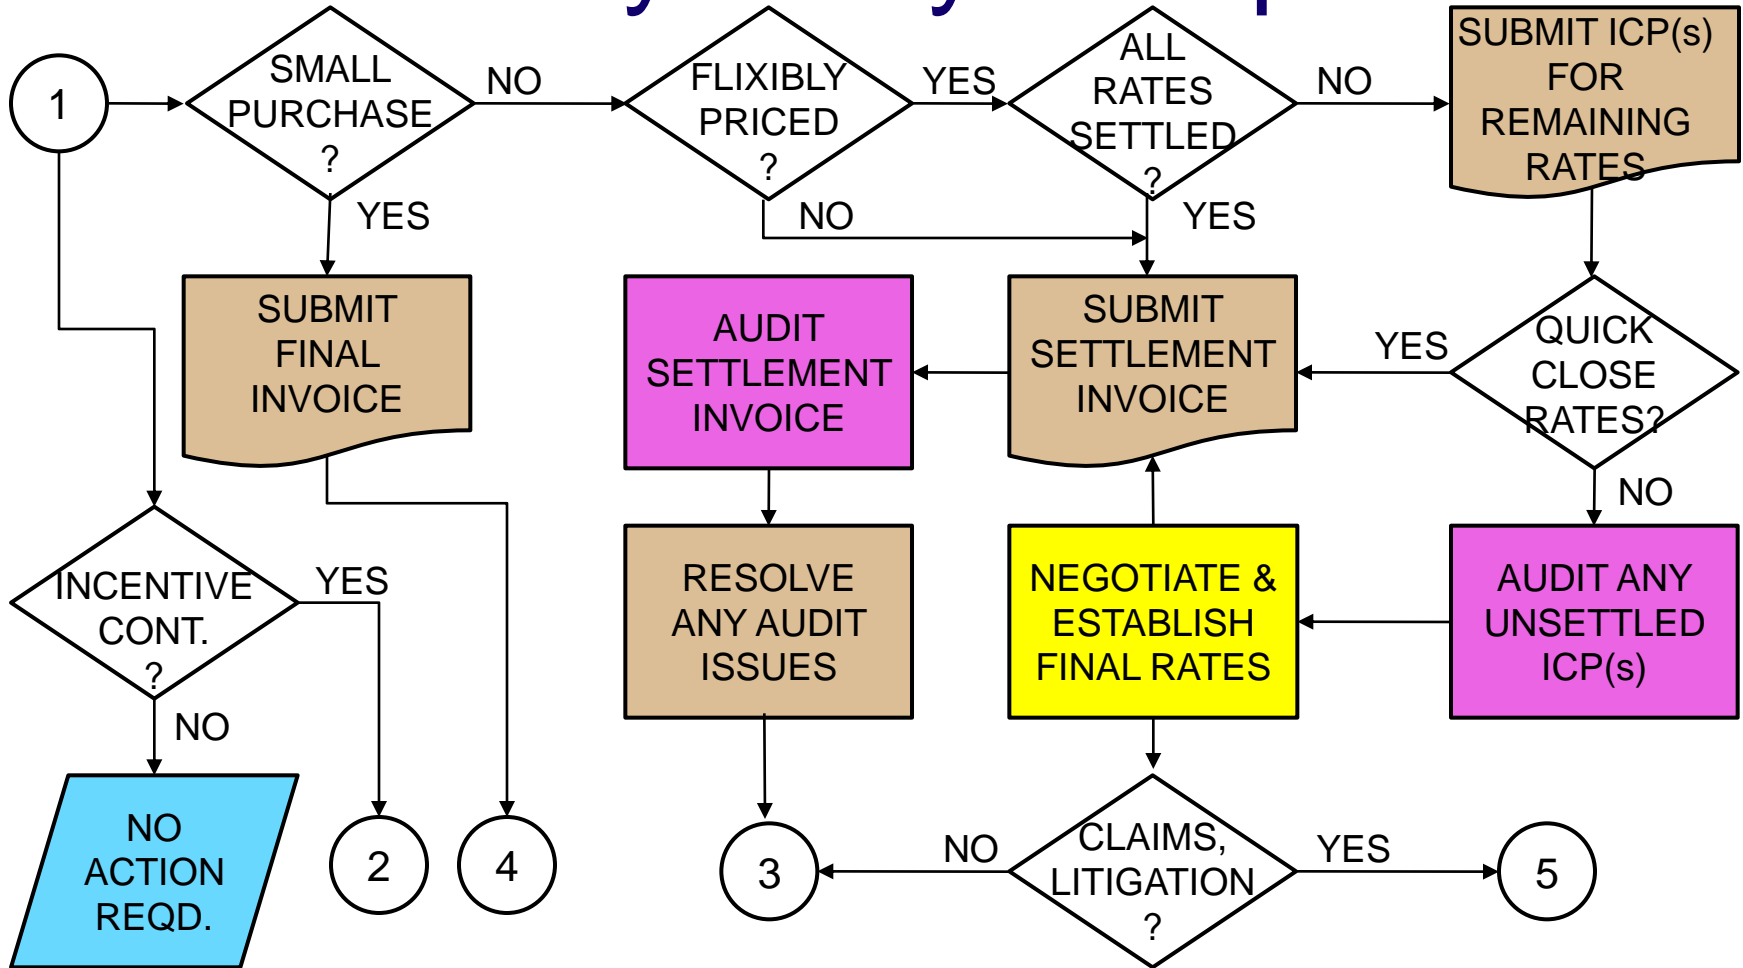 1
SMALL
PURCHASE
?
NO
FLIXIBLY
PRICED
?
YES
ALL
RATES
SETTLED
?
NO
SUBMIT ICP(s)
FOR
REMAINING
RATES
YES
NO
YES
SUBMIT
FINAL
INVOICE
AUDIT
SETTLEMENT
INVOICE
SUBMIT
SETTLEMENT
INVOICE
YES
QUICK
CLOSE
RATES?
NO
INCENTIVE
CONT.
?
YES
RESOLVE
ANY AUDIT
ISSUES
NEGOTIATE &
ESTABLISH
FINAL RATES
AUDIT ANY
UNSETTLED
ICP(s)
NO
NO
ACTION
REQD.
2
4
3
NO
CLAIMS,
LITIGATION
?
YES
5